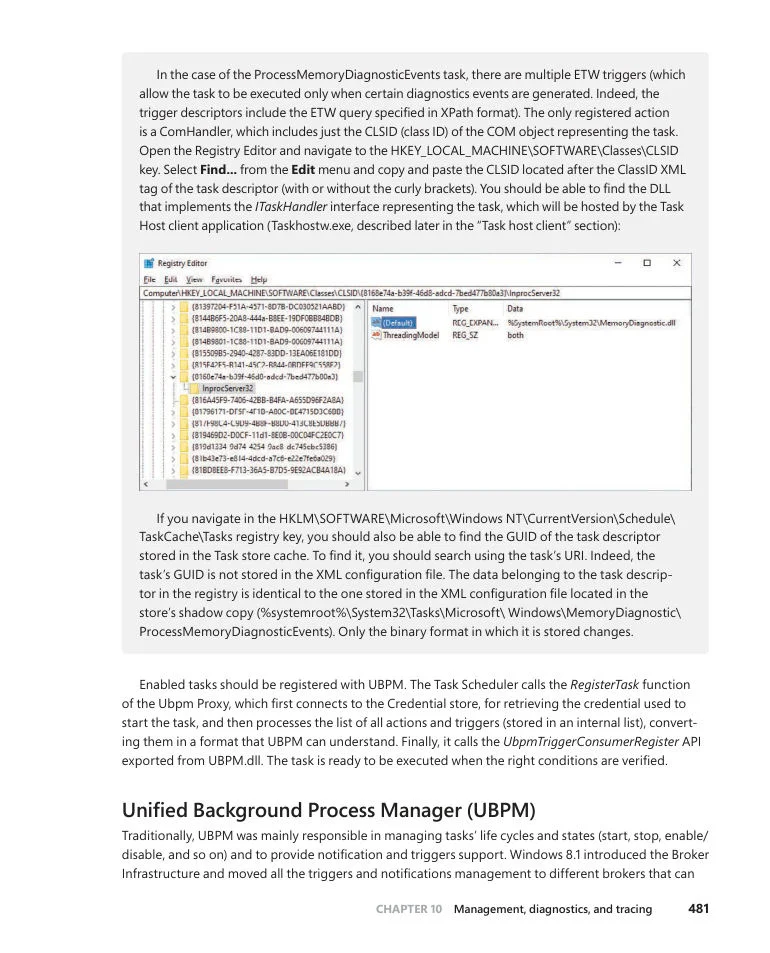 In the case of the ProcessMemoryDiagnosticEvents task, there are multiple ETW triggers (which
allow the task to be executed only when certain diagnostics events are generated. Indeed, the
trigger descriptors include the ETW query specified in XPath format). The only registered action
is a ComHandler, which includes just the CLSID (class ID) of the COM object representing the task.
Open the Registry Editor and navigate to the HKEY_LOCAL_MACHINE\SOFTWARE\Classes\CLSID
key. Select Find... from the Edit menu and copy and paste the CLSID located after the ClassID XML
tag of the task descriptor (with or without the curly brackets). You should be able to find the DLL
that implements the ITaskHandler interface representing the task, which will be hosted by the Task
Host client application (Taskhostw.exe, described later in the “Task host client” section):
Registry Editor
File Edit View Favorites Help
Computer\HKEY_LOCAL_MACHINE\SOFTWARE\Classes\CLSID\{8168e74a-b39f-46d8-adcd-7bed477b80a3}\InprocServer32
{81397204-F51A-4571-8D7B-DC030521AABD}
{814B6F5-20A8-444a-B8EE-19DF0BB84BDB}
{814B9800-1C88-11D1-BAD9-00609744111A}
{814B9801-1C88-11D1-BAD9-00609744111A}
{815509B5-2940-4287-83DD-13EA06E181DD}
{8168e74a-b39f-46d8-adcd-7bed477b80a3}
InprocServer32
{816A45F9-7406-42BB-B4FA-A655D96F2A8A}
{819469D2-D0CF-11d1-8E0B-00C04FC2E0C7}
{819d1334-9d74-4254-9ac8-dc745ebc5386}
{81b43e73-e814-4dcd-a7c6-e22e7fe6a029}
{81BD8EE8-F713-36A5-B7D5-9E92ACB4A18A}
Name Type Data
(Default) REG_EXPAN... %SystemRoot%\System32\MemoryDiagnostic.dll
ThreadingModel REG_SZ both
If you navigate in the HKLM\SOFTWARE\Microsoft\Windows NT\CurrentVersion\Schedule\
TaskCache\Tasks registry key, you should also be able to find the GUID of the task descriptor
stored in the Task store cache. To find it, you should search using the task’s URI. Indeed, the
task’s GUID is not stored in the XML configuration file. The data belonging to the task descrip-
tor in the registry is identical to the one stored in the XML configuration file located in the
store’s shadow copy (%systemroot%\System32\Tasks\Microsoft\ Windows\MemoryDiagnostic\
ProcessMemoryDiagnosticEvents). Only the binary format in which it is stored changes.
Enabled tasks should be registered with UBPM. The Task Scheduler calls the RegisterTask function
of the Ubpm Proxy, which first connects to the Credential store, for retrieving the credential used to
start the task, and then processes the list of all actions and triggers (stored in an internal list), convert-
ing them in a format that UBPM can understand. Finally, it calls the UbpmTriggerConsumerRegister API
exported from UBPM.dll. The task is ready to be executed when the right conditions are verified.
Unified Background Process Manager (UBPM)
Traditionally, UBPM was mainly responsible in managing tasks’ life cycles and states (start, stop, enable/
disable, and so on) and to provide notification and triggers support. Windows 8.1 introduced the Broker
Infrastructure and moved all the triggers and notifications management to different brokers that can
CHAPTER 10 Management, diagnostics, and tracing 481